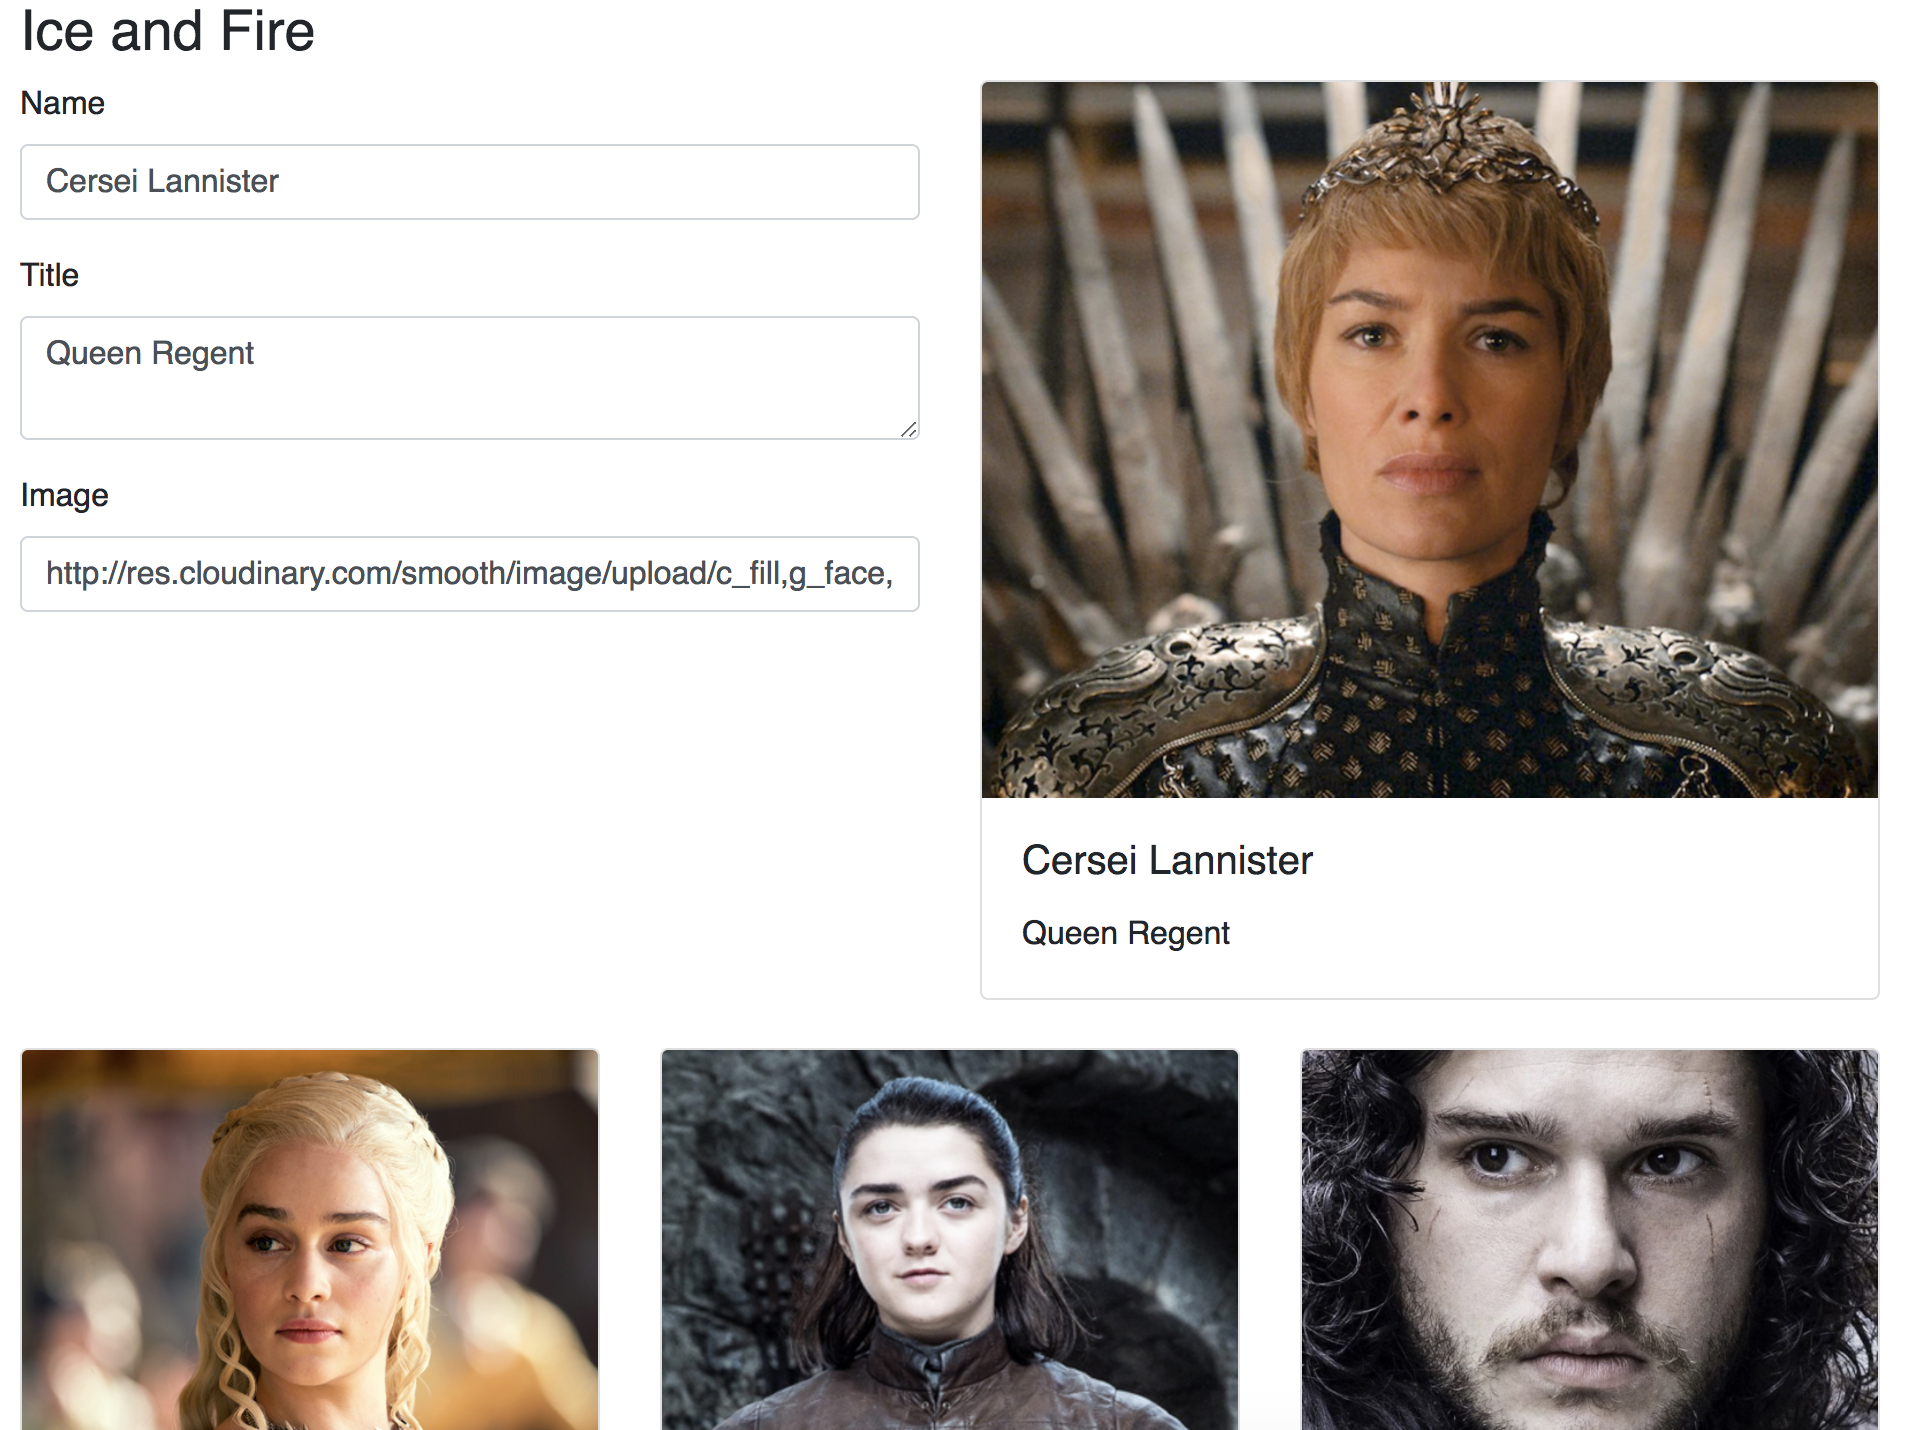 Ice and Fire
Name
Cersei Lannister
Title
Queen Regent
Image
http://res.cloudinary.com/smooth/image/upload/c_fill,g_face,
Cersei Lannister
Queen Regent